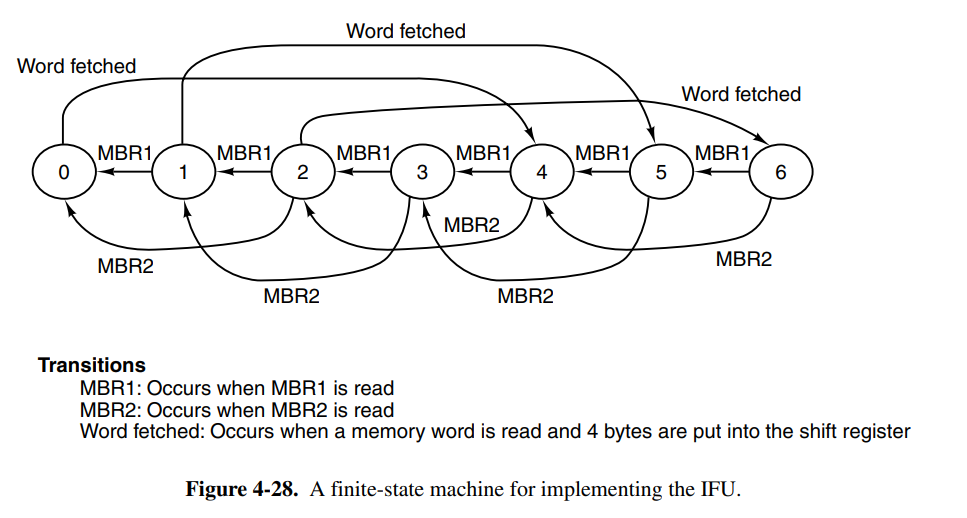 Word fetched
Word fetched
Word fetched
0 MBR1 1 MBR1 2 MBR1 3 MBR1 4 MBR1 5 MBR1 6
MBR2
MBR2
MBR2
MBR2
MBR2
Transitions
MBR1: Occurs when MBR1 is read
MBR2: Occurs when MBR2 is read
Word fetched: Occurs when a memory word is read and 4 bytes are put into the shift register
Figure 4-28. A finite-state machine for implementing the IFU.